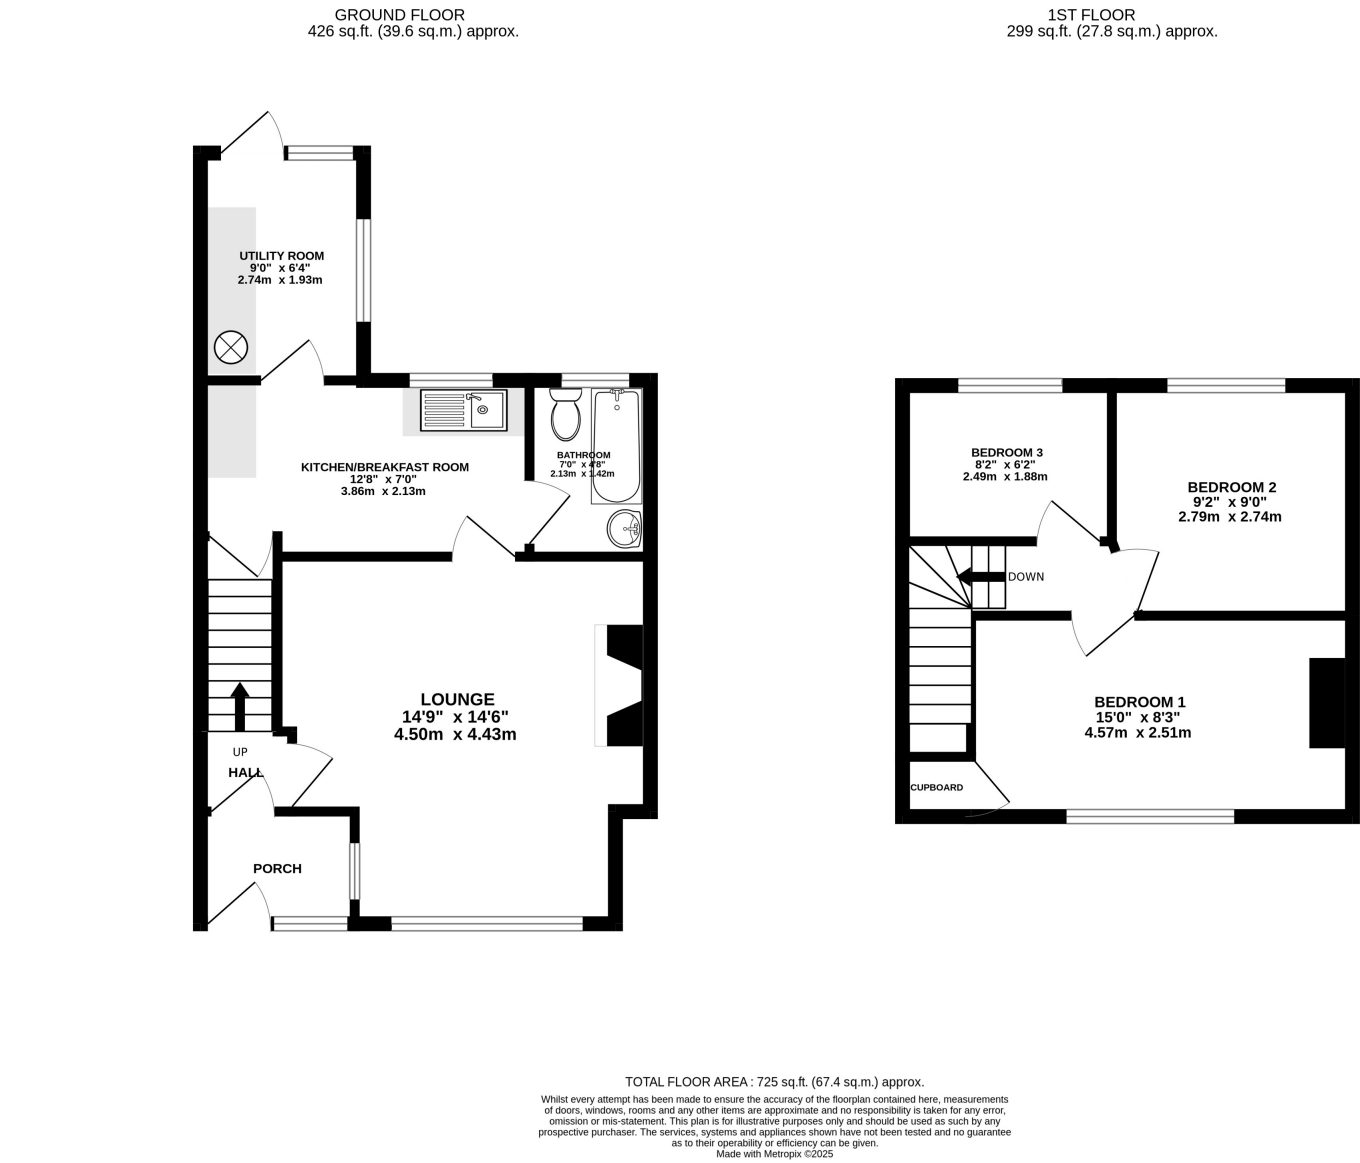 GROUND FLOOR
426 sq.ft. (39.6 sq.m.) approx.
1ST FLOOR
299 sq.ft. (27.8 sq.m.) approx.
UTILITY ROOM
9'0" x 6'4"
2.74m x 1.93m
KITCHEN/BREAKFAST ROOM
12'8" x 7'0"
3.86m x 2.13m
BATHROOM
7'0" x 4'8"
2.13m x 1.42m
LOUNGE
14'9" x 14'6"
4.50m x 4.43m
UP
HALL
PORCH
BEDROOM 3
8'2" x 6'2"
2.49m x 1.88m
BEDROOM 2
9'2" x 9'0"
2.79m x 2.74m
DOWN
BEDROOM 1
15'0" x 8'3"
4.57m x 2.51m
CUPBOARD
TOTAL FLOOR AREA : 725 sq.ft. (67.4 sq.m.) approx.
Whilst every attempt has been made to ensure the accuracy of the floorplan contained here, measurements
of doors, windows, rooms and any other items are approximate and no responsibility is taken for any error,
omission or mis-statement. This plan is for illustrative purposes only and should be used as such by any
prospective purchaser. The services, systems and appliances shown have not been tested and no guarantee
as to their operability or efficiency can be given.
Made with Metropix ©2025